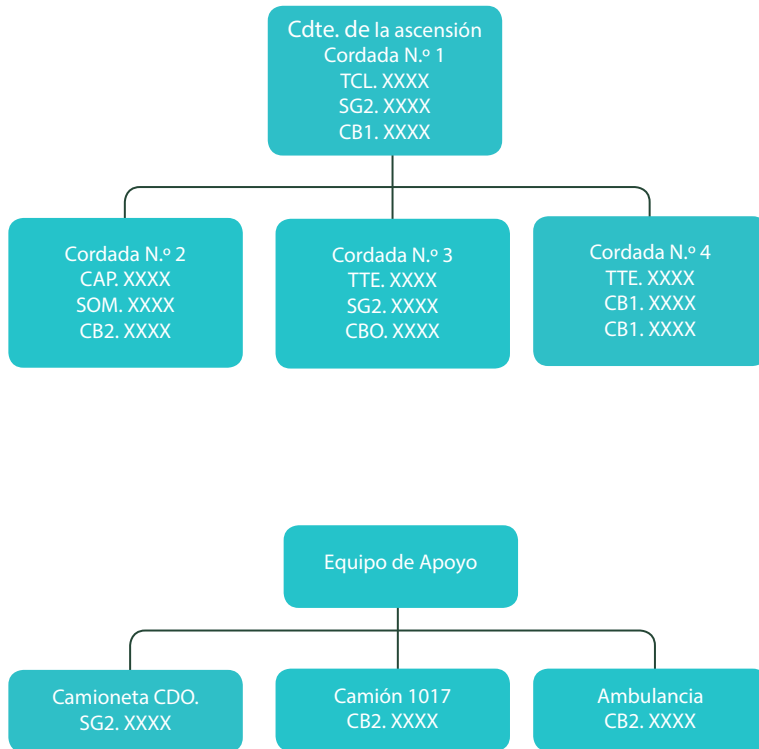 Cdte. de la ascensión
Cordada N.º 1
TCL. XXXX
SG2. XXXX
CB1. XXXX
Cordada N.º 2
CAP. XXXX
SOM. XXXX
CB2. XXXX
Cordada N.º 3
TTE. XXXX
SG2. XXXX
CBO. XXXX
Cordada N.º 4
TTE. XXXX
CB1. XXXX
CB1. XXXX
Equipo de Apoyo
Camioneta CDO.
SG2. XXXX
Camión 1017
CB2. XXXX
Ambulancia
CB2. XXXX